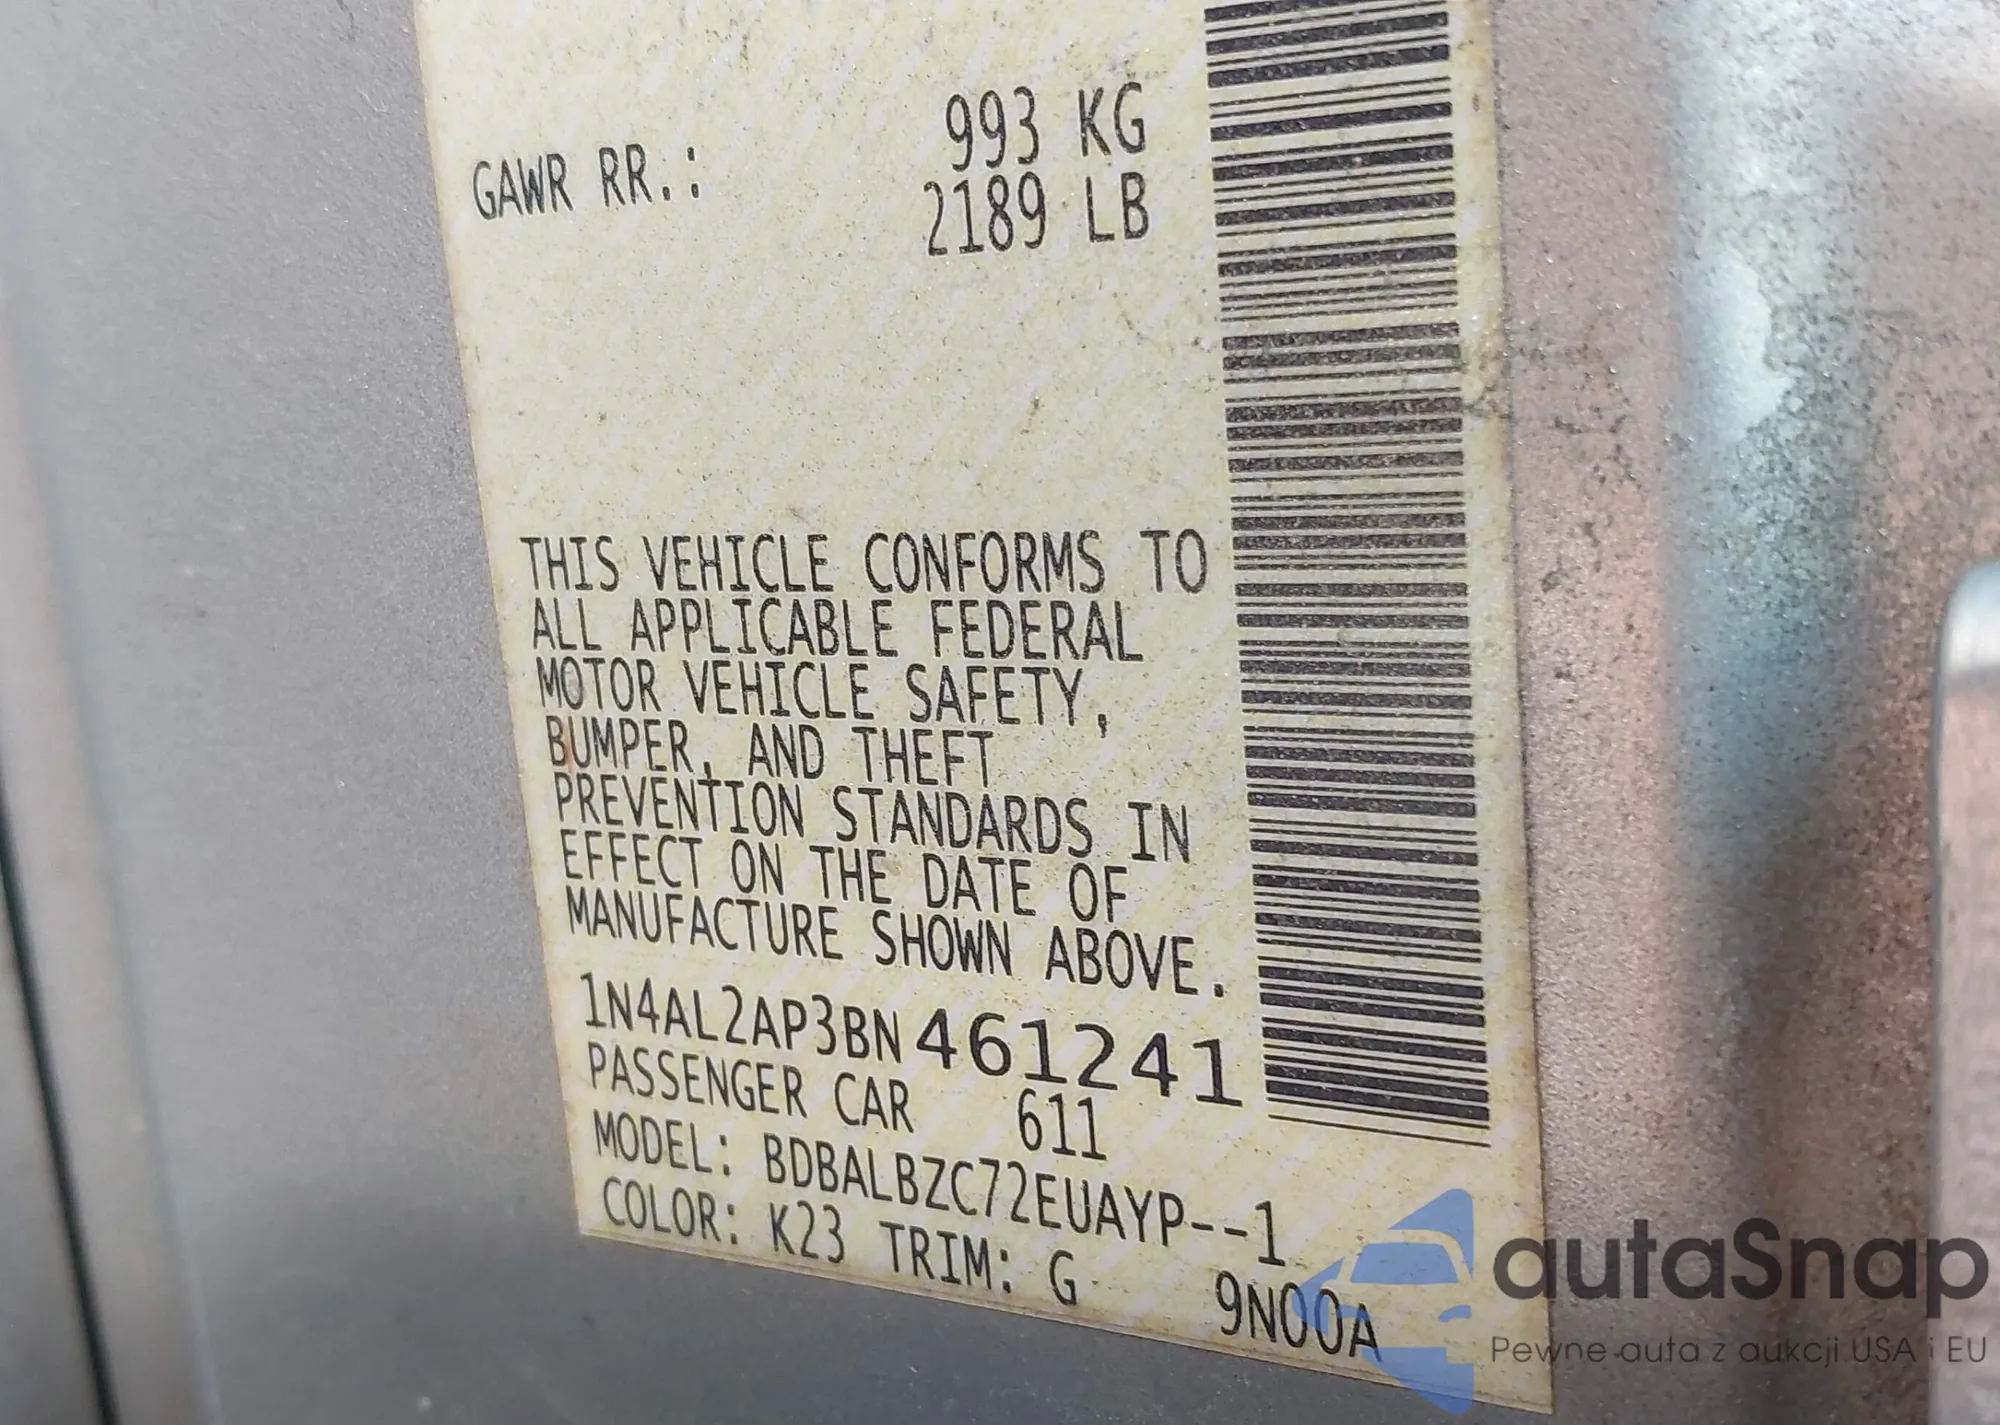 993 KG
GAWR RR.: 2189 LB
THIS VEHICLE CONFORMS TO
ALL APPLICABLE FEDERAL
MOTOR VEHICLE SAFETY,
BUMPER, AND THEFT
PREVENTION STANDARDS IN
EFFECT ON THE DATE OF
MANUFACTURE SHOWN ABOVE.
1N4AL2AP3BN461241
PASSENGER CAR 611
MODEL: BDBALBZC72EUAYP--1
COLOR: K23 TRIM: G
9N00A
autaSnap
Pewne auta z aukcji USA i EU